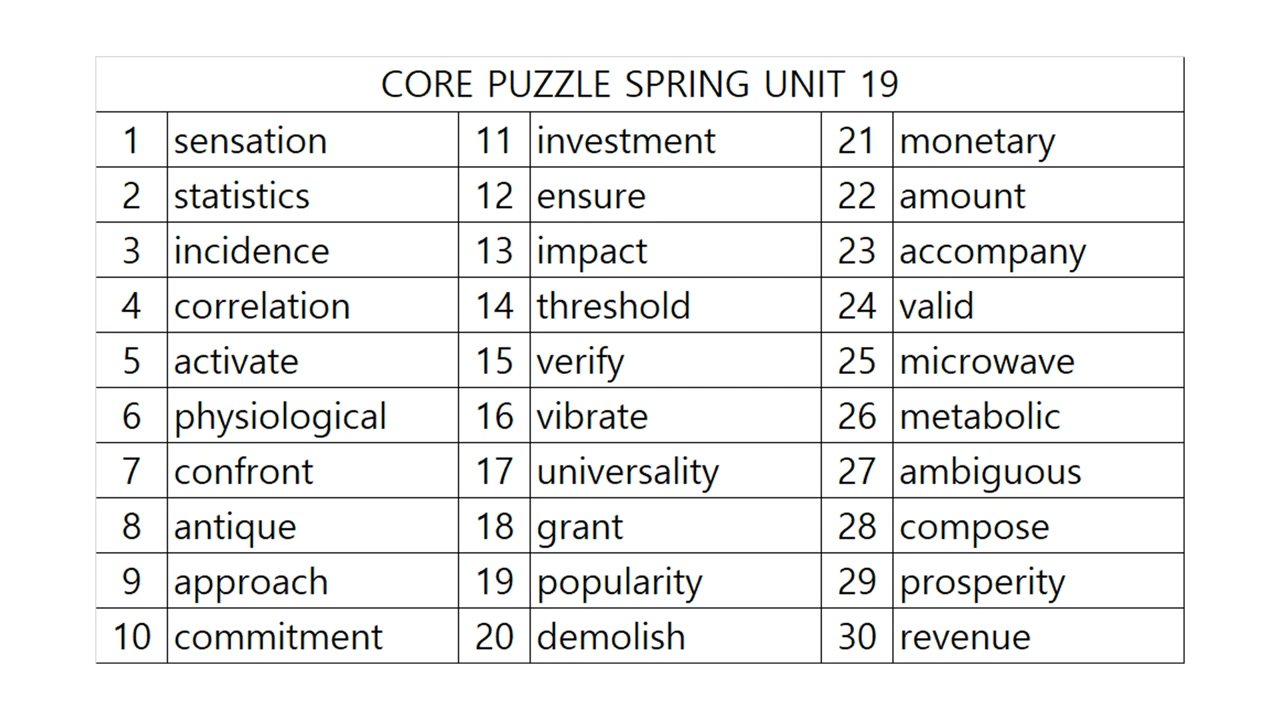 CORE PUZZLE SPRING UNIT 19
1 sensation 11 investment 21 monetary
2 statistics 12 ensure 22 amount
3 incidence 13 impact 23 accompany
4 correlation 14 threshold 24 valid
5 activate 15 verify 25 microwave
6 physiological 16 vibrate 26 metabolic
7 confront 17 universality 27 ambiguous
8 antique 18 grant 28 compose
9 approach 19 popularity 29 prosperity
10 commitment 20 demolish 30 revenue